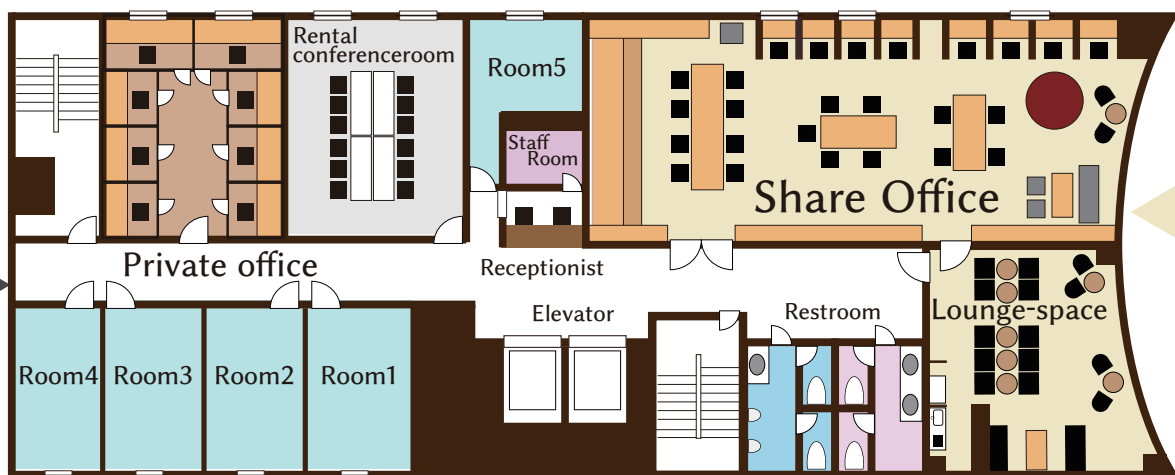 Rental
conferenceroom
Room5
Staff
Room
Share Office
Private office
Receptionist
Elevator
Restroom
Lounge-space
Room4
Room3
Room2
Room1